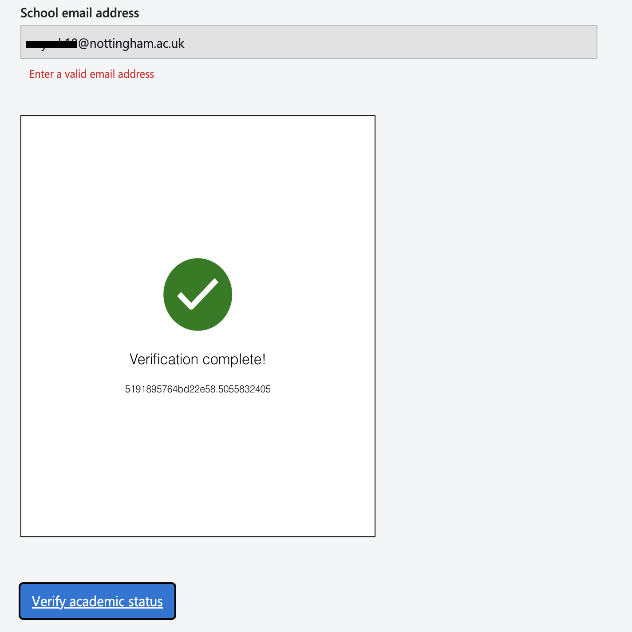 School email address
@nottingham.ac.uk
Enter a valid email address
Verification complete!
5191895764bd22e58.5055832405
Verify academic status